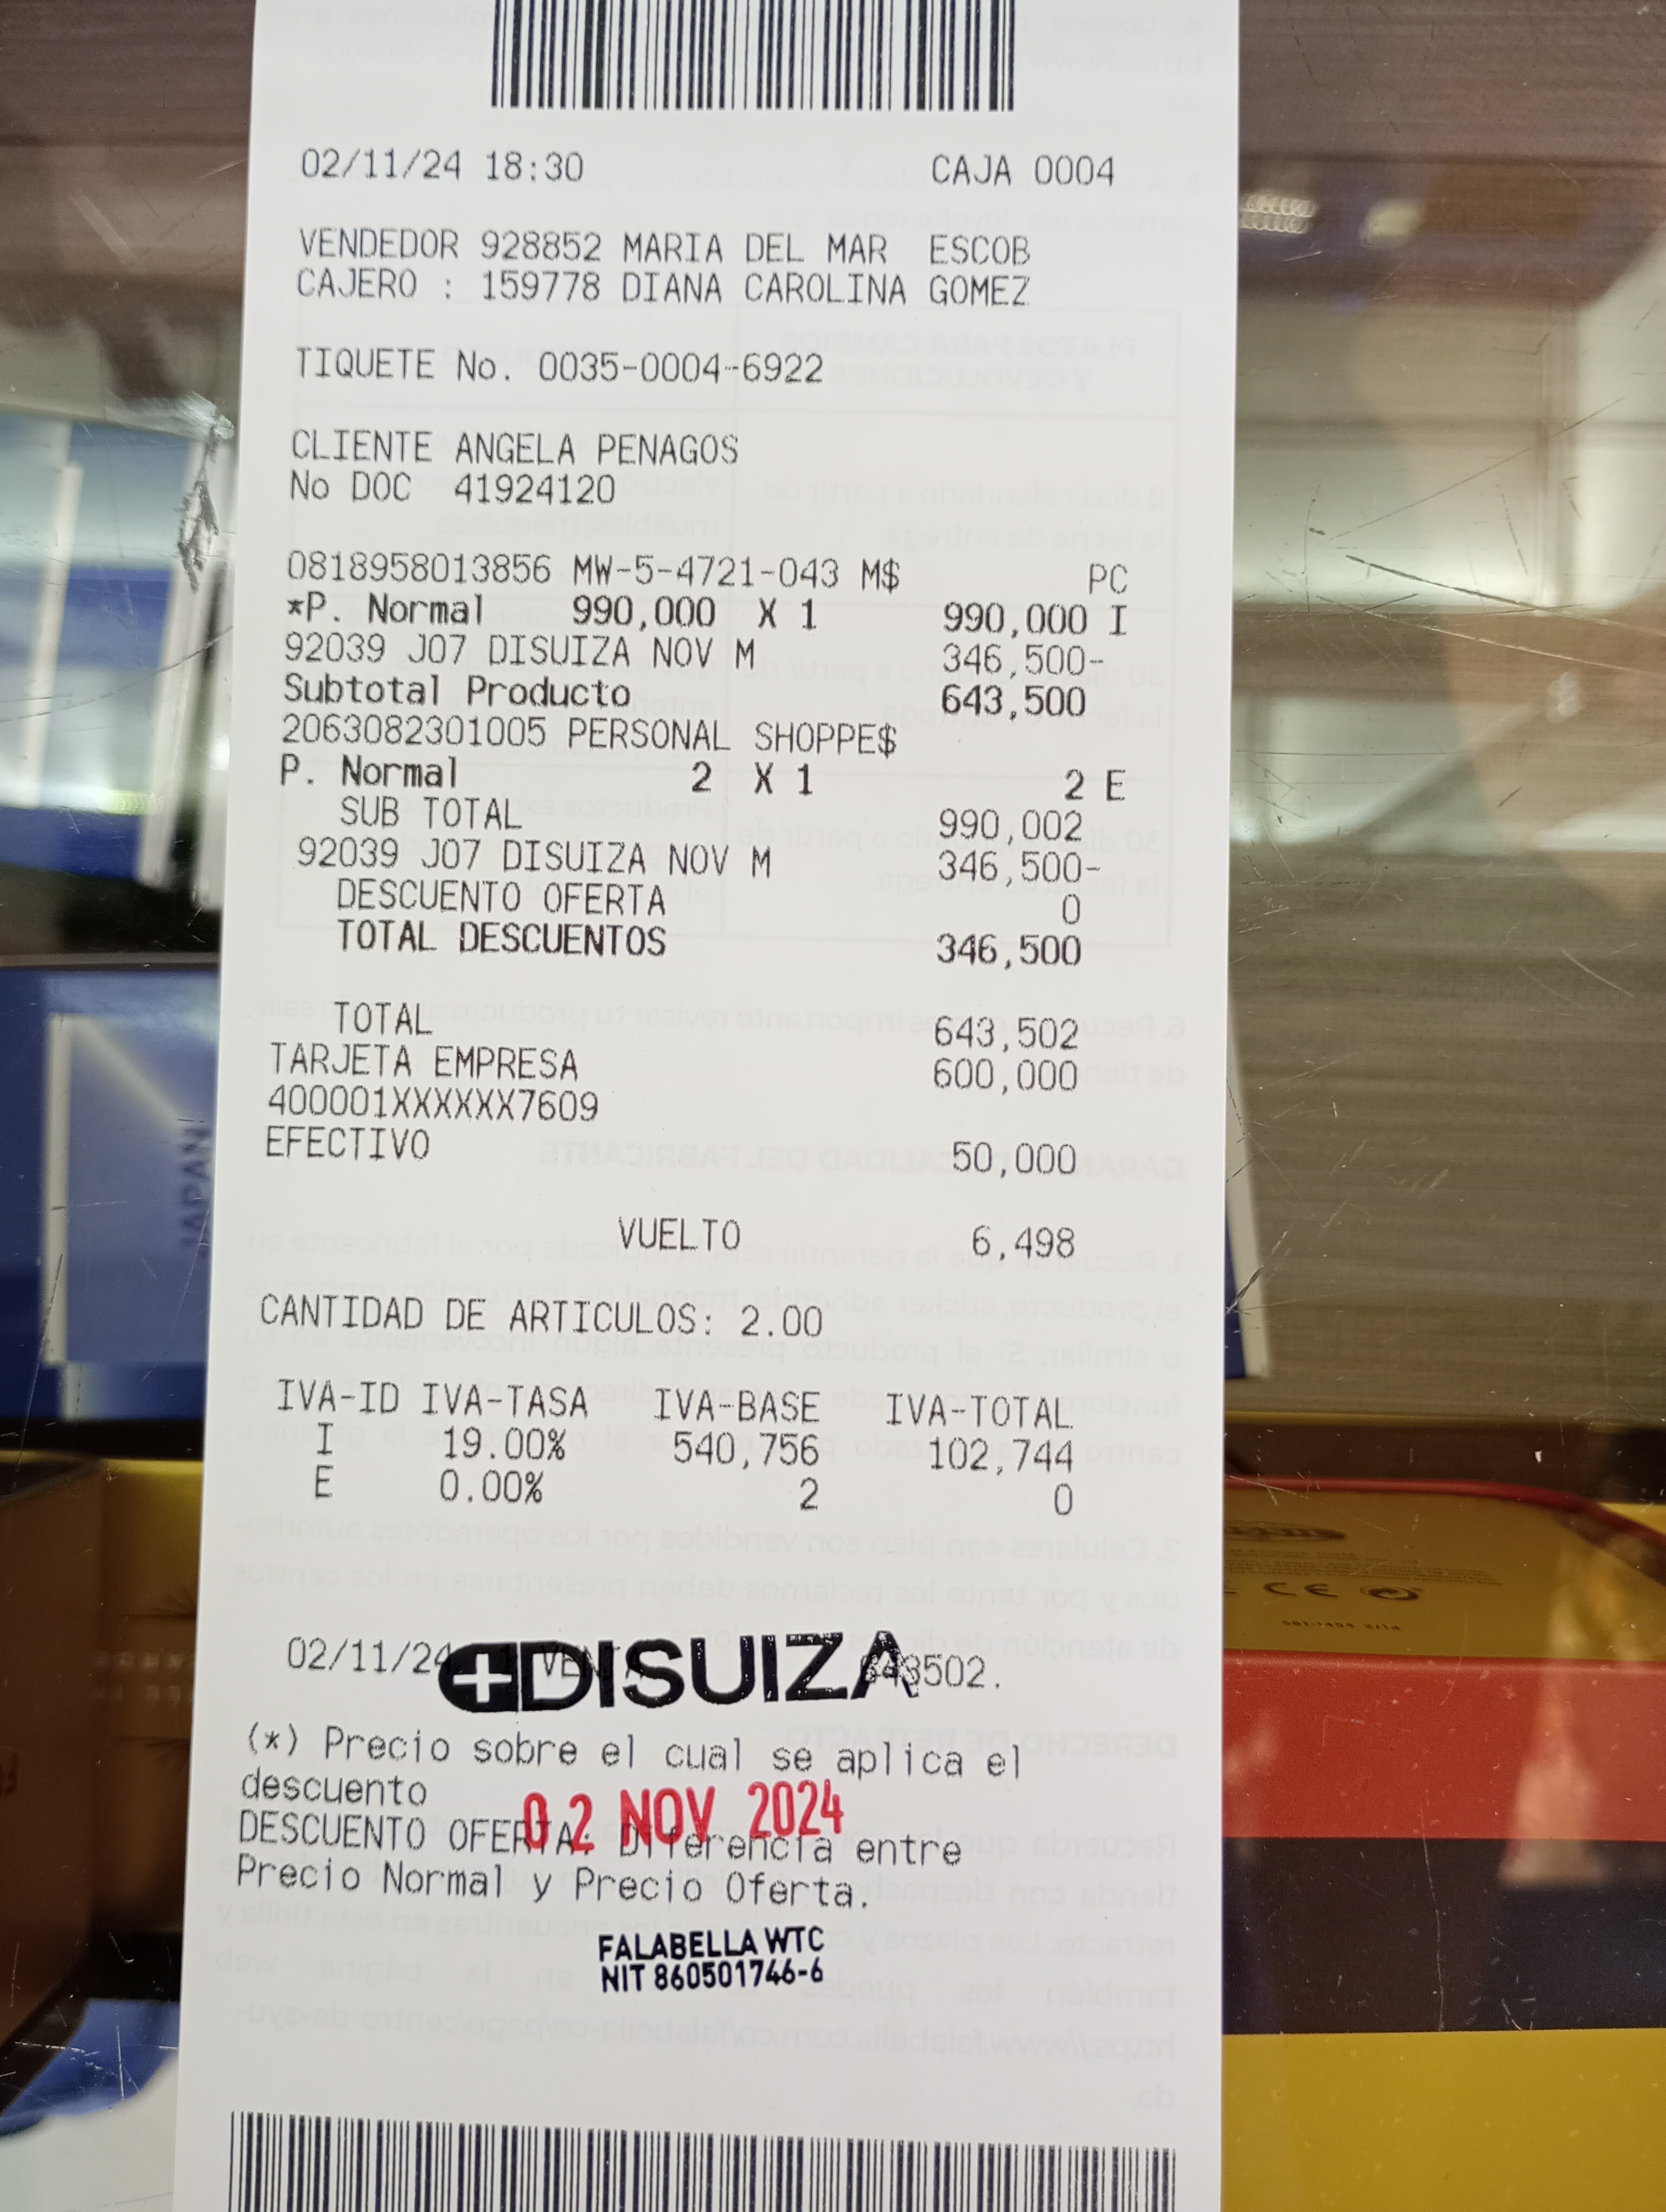 02/11/24 18:30 CAJA 0004
VENDEDOR 928852 MARIA DEL MAR ESCOB
CAJERO : 159778 DIANA CAROLINA GOMEZ
TIQUETE No. 0035-0004-6922
CLIENTE ANGELA PENAGOS
No DOC 41924120
0818958013856 MW-5-4721-043 M$ PC
*P. Normal 990,000 X 1 990,000 I
92039 J07 DISUIZA NOV M 346,500-
Subtotal Producto 643,500
2063082301005 PERSONAL SHOPPE$
P. Normal 2 X 1 2 E
SUB TOTAL 990,002
92039 J07 DISUIZA NOV M 346,500-
DESCUENTO OFERTA 0
TOTAL DESCUENTOS 346,500
TOTAL 643,502
TARJETA EMPRESA 600,000
400001XXXXXX7609
EFECTIVO 50,000
VUELTO 6,498
CANTIDAD DE ARTICULOS: 2.00
IVA-ID IVA-TASA IVA-BASE IVA-TOTAL
I 19.00% 540,756 102,744
E 0.00% 2 0
02/11/24 643502.
DISUIZA
(*) Precio sobre el cual se aplica el
descuento
02 NOV 2024
DESCUENTO OFERTA: Diferencia entre
Precio Normal y Precio Oferta.
FALABELLA WTC
NIT 860501746-6
JAPAN